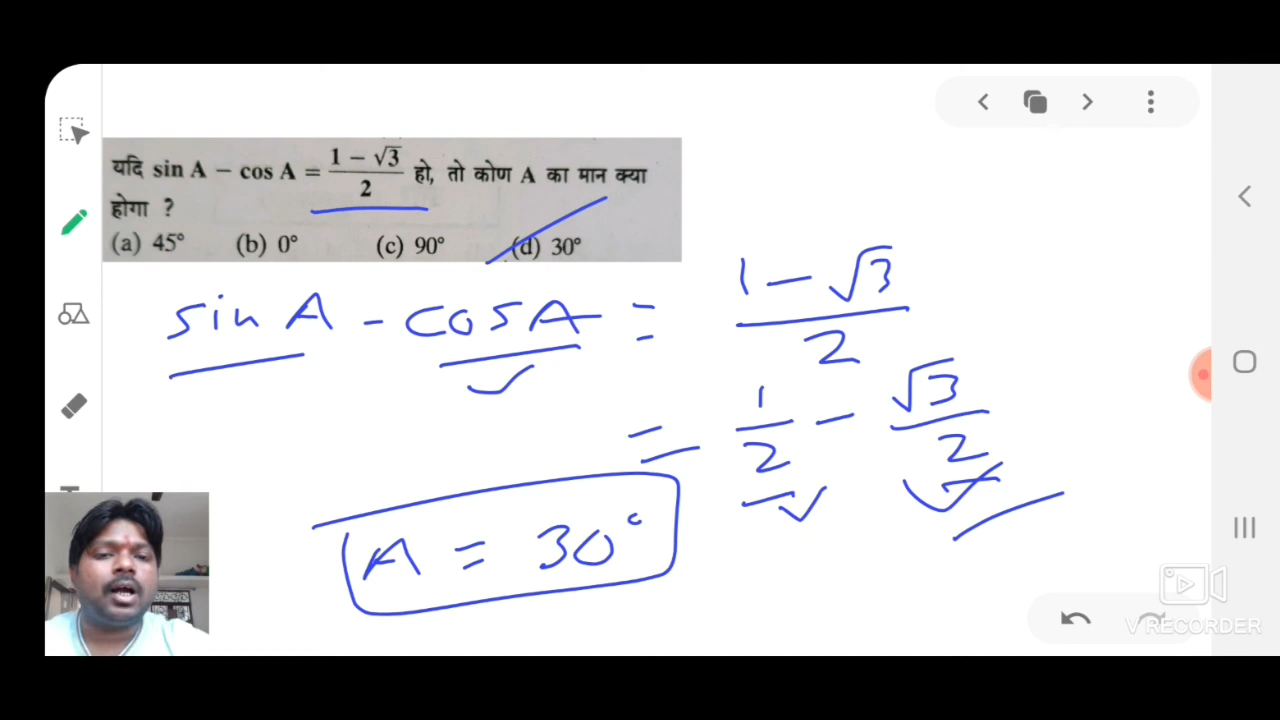 यदि sin A − cos A = (1 − √3)/2 हो, तो कोण A का मान क्या
होगा ?
(a) 45° (b) 0° (c) 90° (d) 30°
sin A − cos A = (1 − √3)/2
= 1/2 − √3/2
A = 30°
V RECORDER